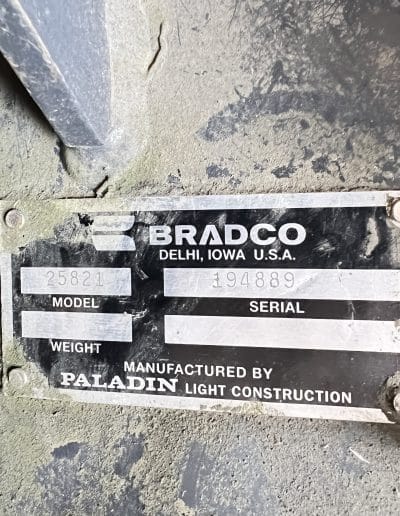 BRADCO
DELHI, IOWA U.S.A.
25821 194889
MODEL SERIAL
WEIGHT
MANUFACTURED BY
PALADIN LIGHT CONSTRUCTION